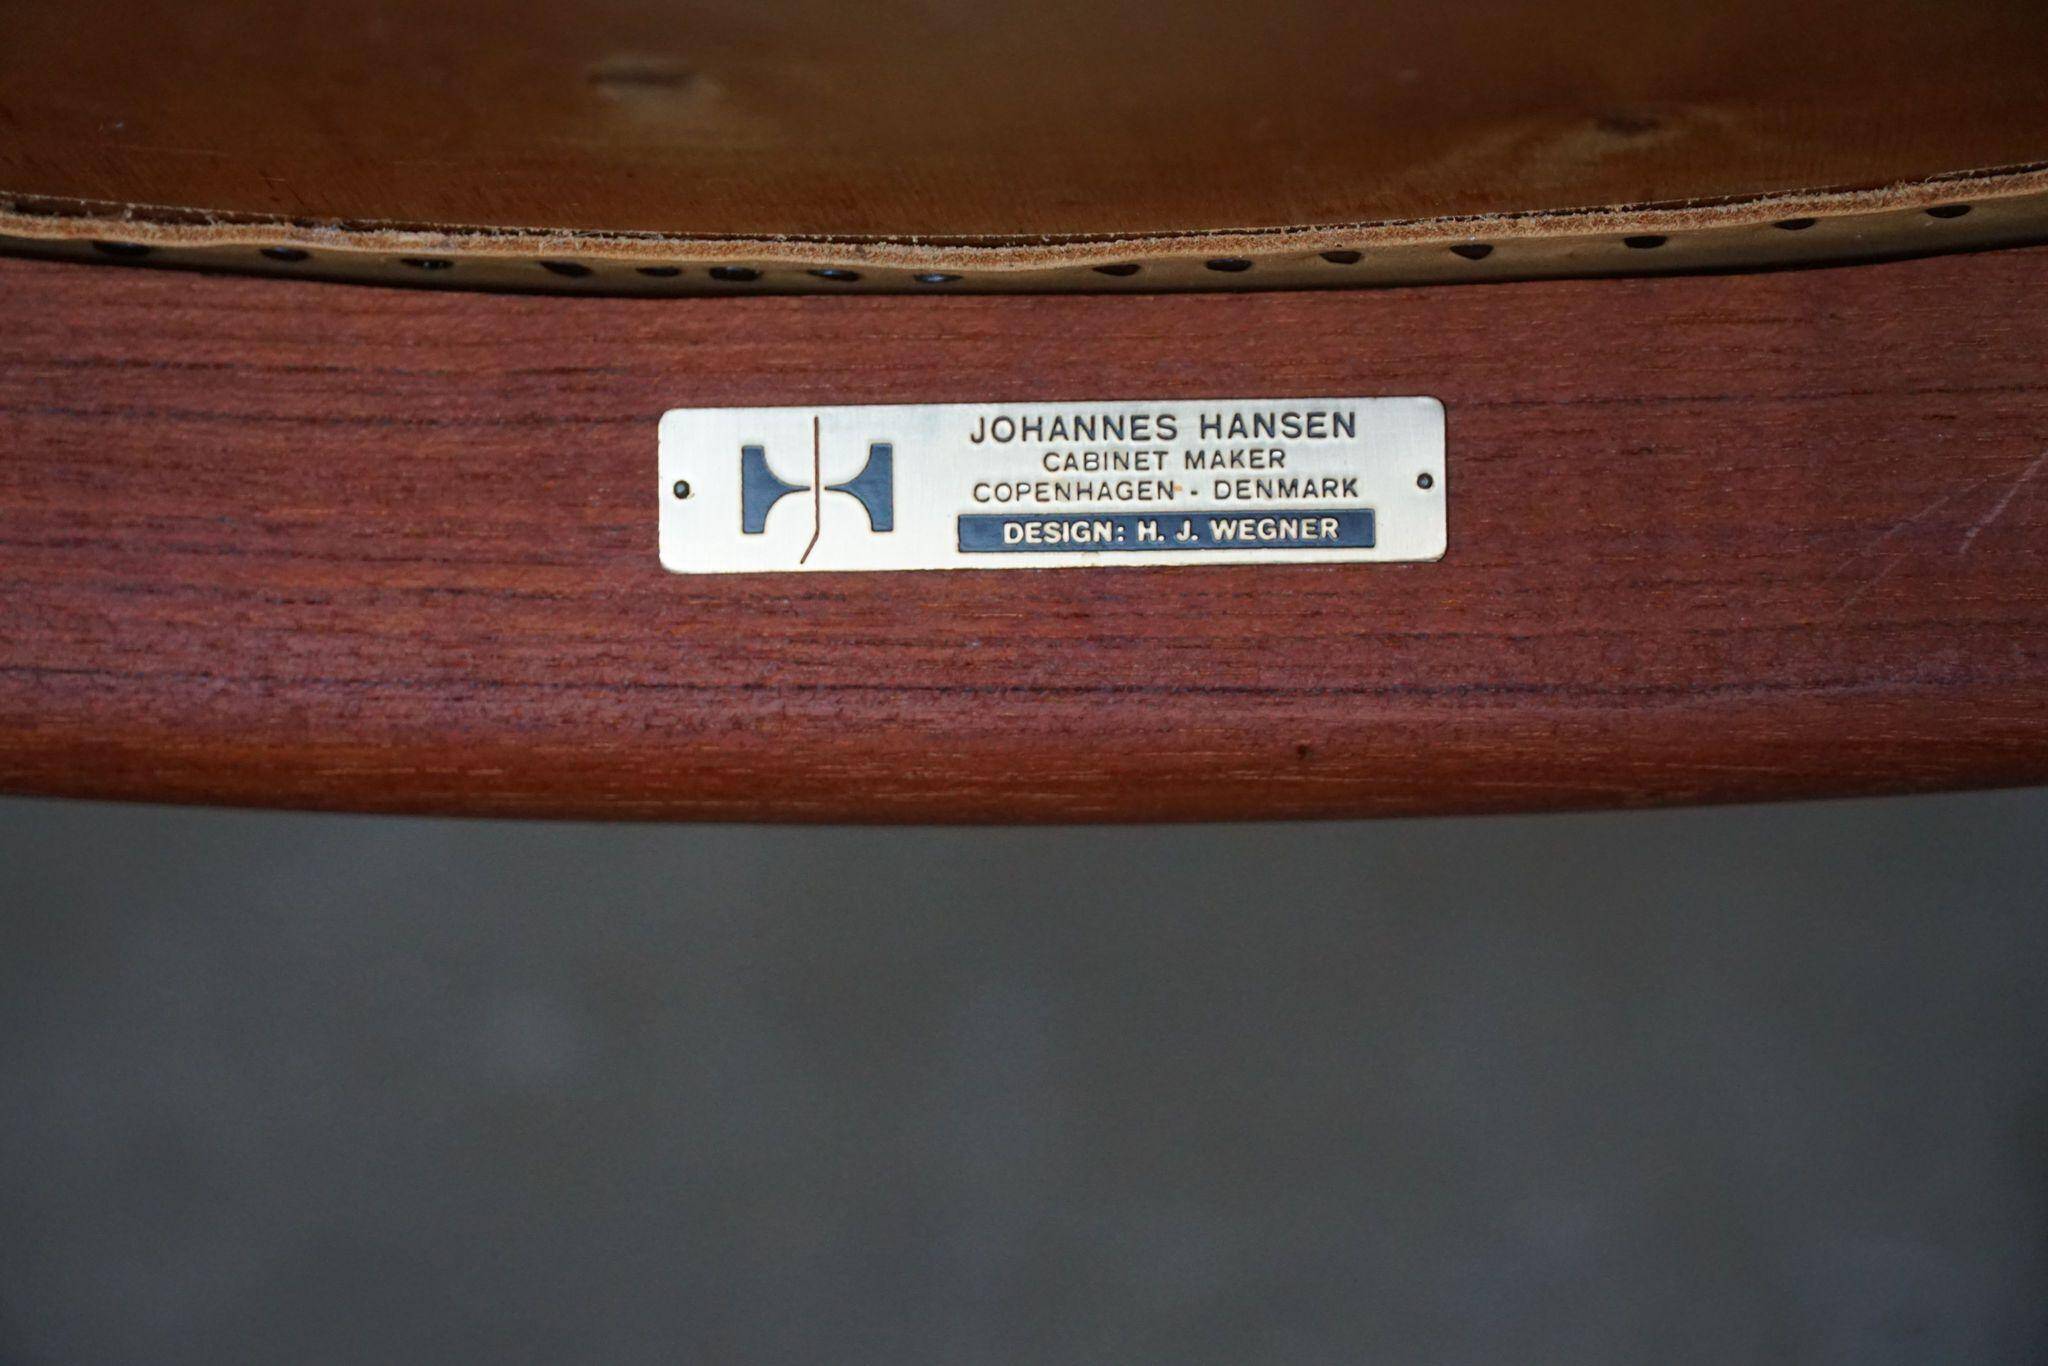 JOHANNES HANSEN
CABINET MAKER
COPENHAGEN - DENMARK
DESIGN: H. J. WEGNER